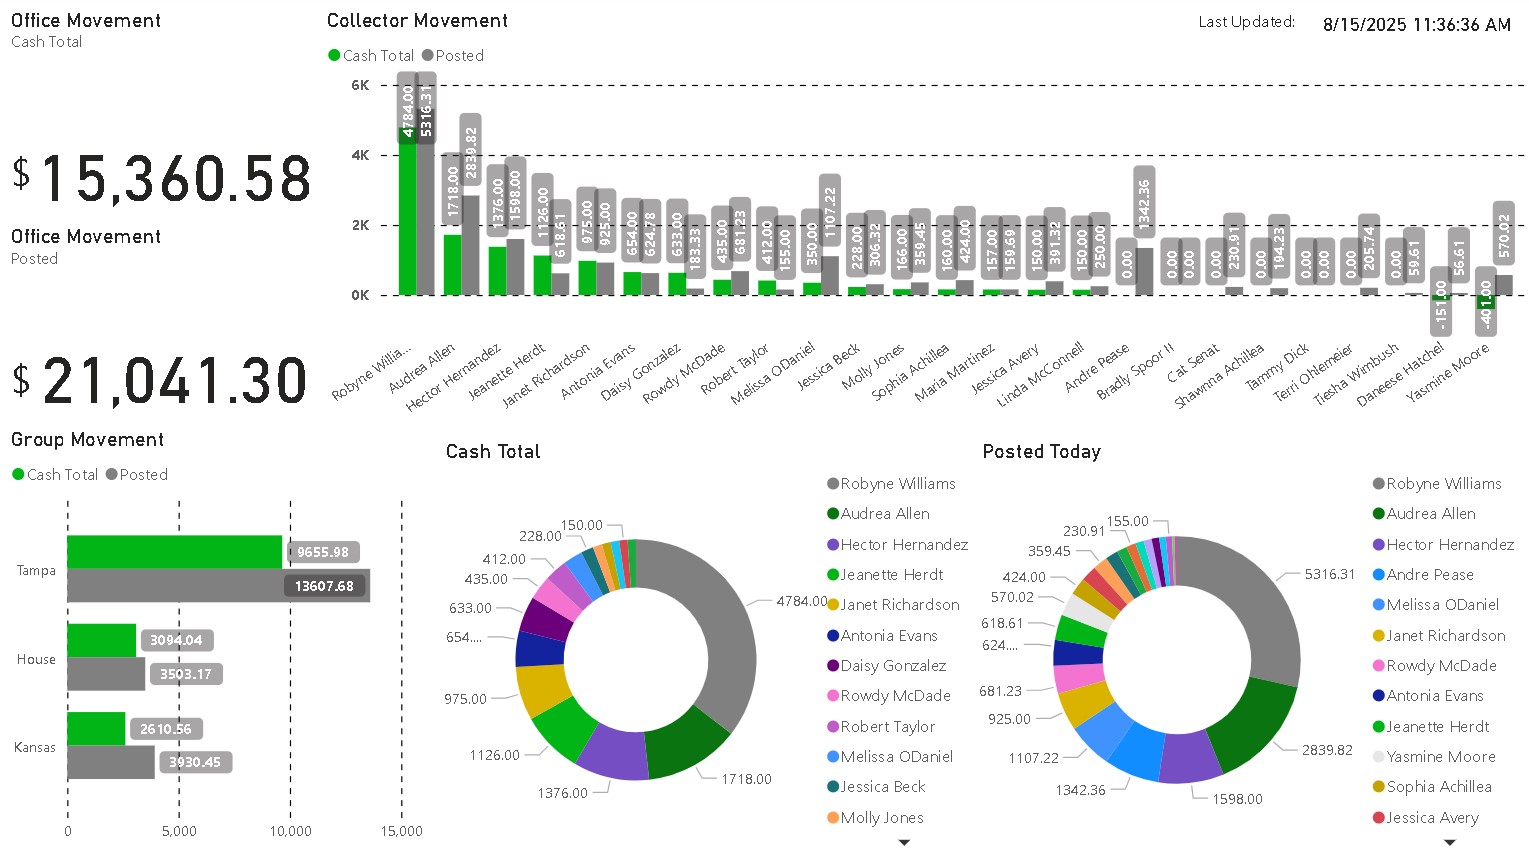 Office Movement
Cash Total
$ 15,360.58
Office Movement
Posted
$ 21,041.30
Collector Movement
Cash Total Posted
Last Updated: 8/15/2025 11:36:36 AM
6K
4K
2K
0K
4784.00 5316.31
1718.00 2839.82
1376.00 1598.00
1126.00 618.61
975.00 925.00
654.00 624.78
633.00 183.33
435.00 681.23
412.00 155.00
350.00 1107.22
228.00 306.32
166.00 359.45
160.00 424.00
157.00 159.69
150.00 391.32
150.00 250.00
0.00 1342.36
0.00 0.00
0.00 230.91
0.00 194.23
0.00 0.00
0.00 205.74
0.00 59.61
-151.00 56.61
-401.00 570.02
Robyne Willia...
Audrea Allen
Hector Hernandez
Jeanette Herdt
Janet Richardson
Antonia Evans
Daisy Gonzalez
Rowdy McDade
Robert Taylor
Melissa ODaniel
Jessica Beck
Molly Jones
Sophia Achillea
Maria Martinez
Jessica Avery
Linda McConnell
Andre Pease
Bradly Spoor II
Cat Senat
Shawnna Achillea
Tammy Dick
Terri Ohlemeier
Tiesha Wimbush
Daneese Hatchel
Yasmine Moore
Group Movement
Cash Total Posted
Tampa
9655.98
13607.68
House
3094.04
3503.17
Kansas
2610.56
3930.45
0 5,000 10,000 15,000
Cash Total
150.00
228.00
412.00
435.00
633.00
654....
975.00
1126.00
1376.00
1718.00
4784.00
Robyne Williams
Audrea Allen
Hector Hernandez
Jeanette Herdt
Janet Richardson
Antonia Evans
Daisy Gonzalez
Rowdy McDade
Robert Taylor
Melissa ODaniel
Jessica Beck
Molly Jones
Posted Today
155.00
230.91
359.45
424.00
570.02
618.61
624....
681.23
925.00
1107.22
1342.36
1598.00
2839.82
5316.31
Robyne Williams
Audrea Allen
Hector Hernandez
Andre Pease
Melissa ODaniel
Janet Richardson
Rowdy McDade
Antonia Evans
Jeanette Herdt
Yasmine Moore
Sophia Achillea
Jessica Avery